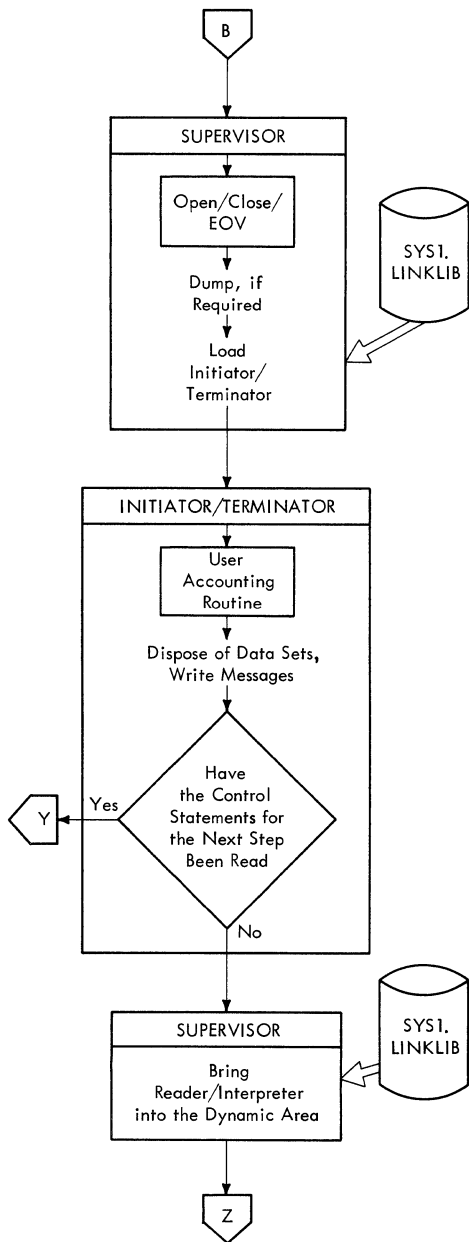 B
SUPERVISOR
Open/Close/
EOV
Dump, if
Required
Load
Initiator/
Terminator
SYS1.
LINKLIB
INITIATOR/TERMINATOR
User
Accounting
Routine
Dispose of Data Sets,
Write Messages
Have
the Control
Statements for
the Next Step
Been Read
Yes
Y
No
SUPERVISOR
Bring
Reader/Interpreter
into the Dynamic Area
SYS1.
LINKLIB
Z